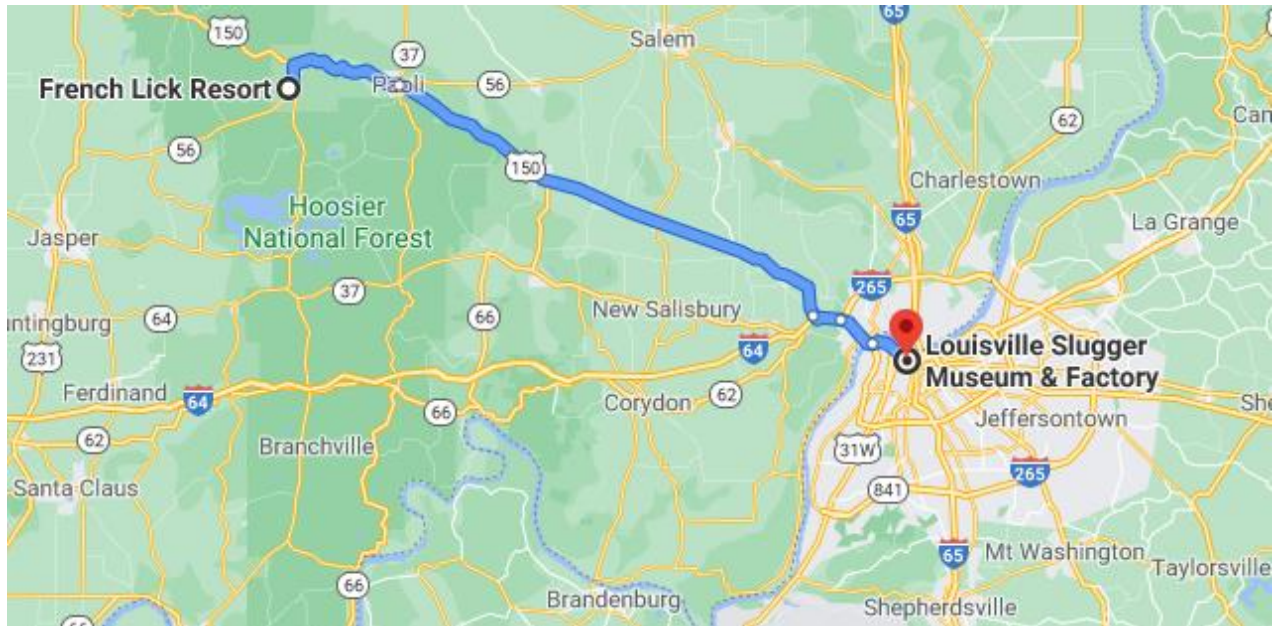 65
150
Salem
37
French Lick Resort
Paoli
56
62
Can
56
150
Charlestown
Hoosier
National Forest
65
La Grange
Jasper
265
37
New Salisbury
untingburg
64
66
64
Louisville Slugger
Museum & Factory
231
Ferdinand
64
Corydon
62
She
66
Jeffersontown
62
Branchville
31W
265
Santa Claus
841
65
Mt Washington
Taylorsville
66
Brandenburg
Shepherdsville
66